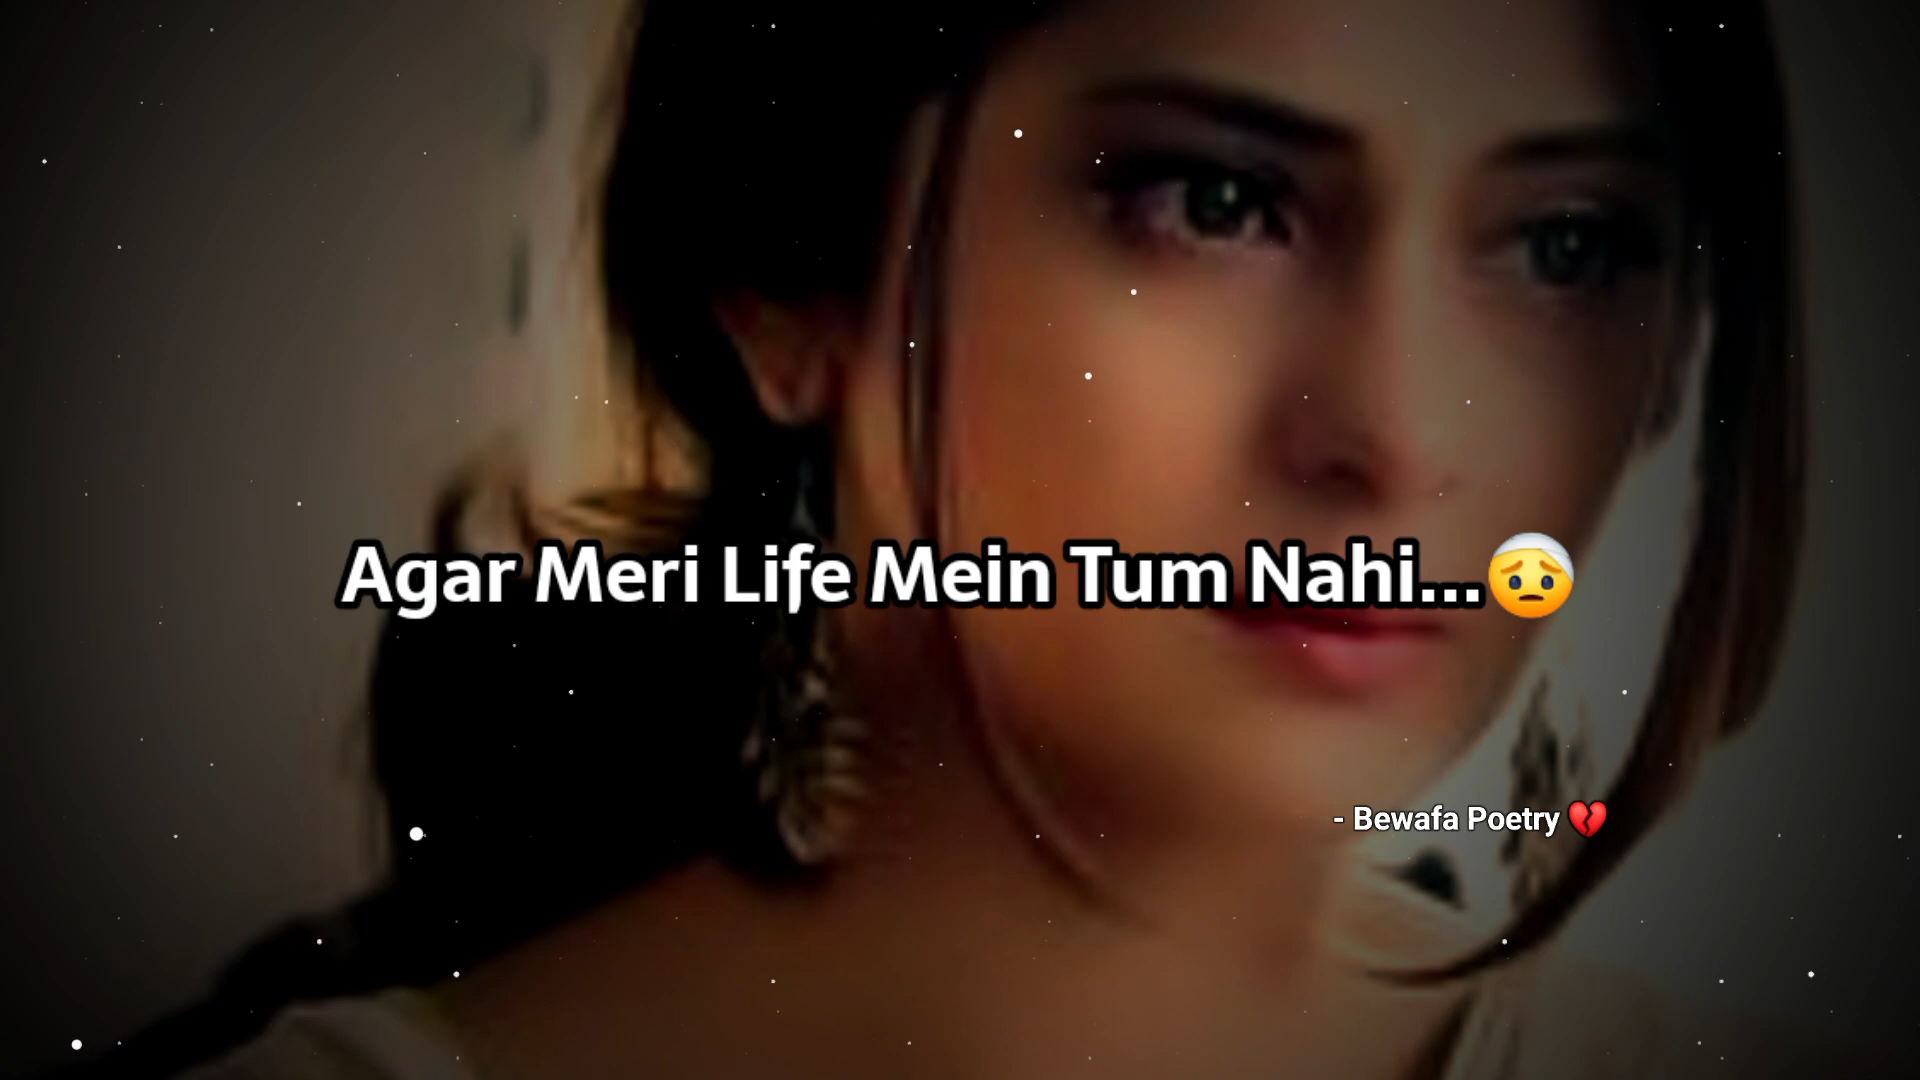 Agar Meri Life Mein Tum Nahi...🤕
- Bewafa Poetry 💔